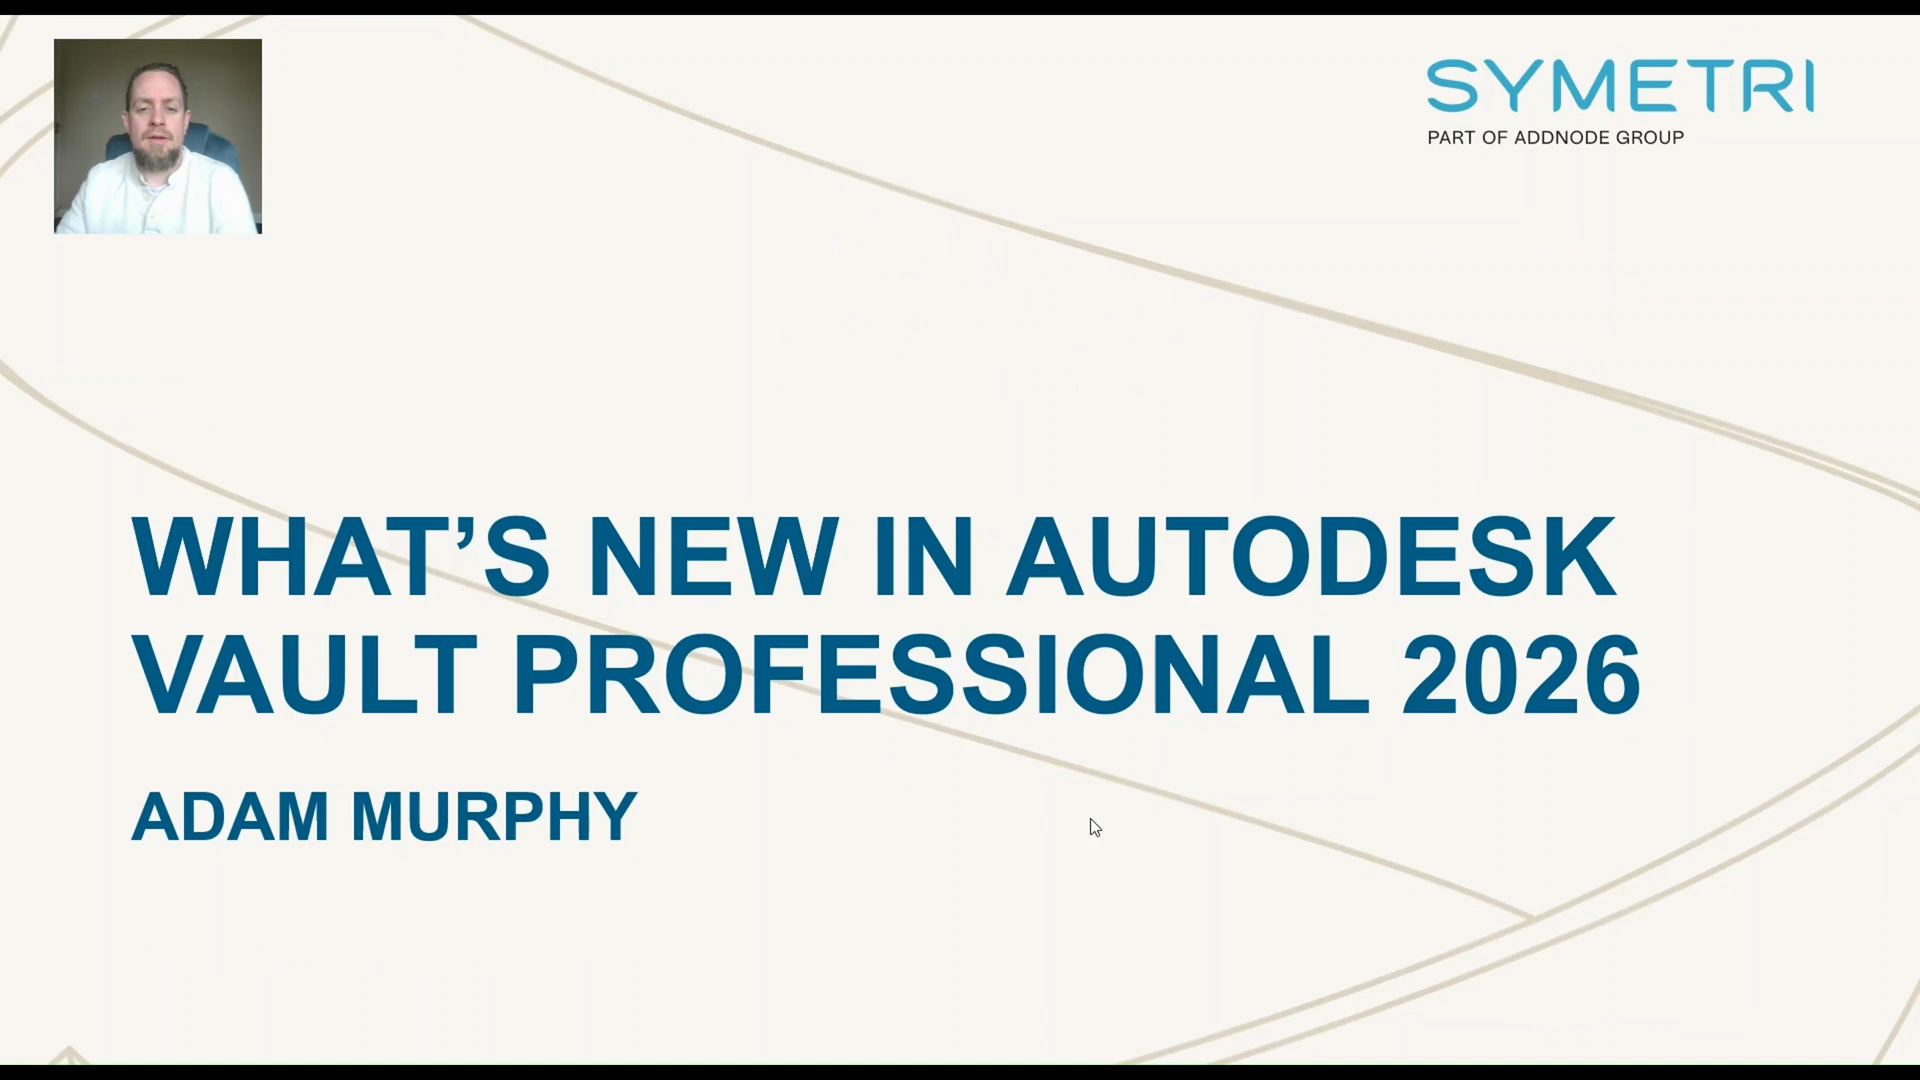 SYMETRI
PART OF ADDNODE GROUP
WHAT’S NEW IN AUTODESK
VAULT PROFESSIONAL 2026
ADAM MURPHY